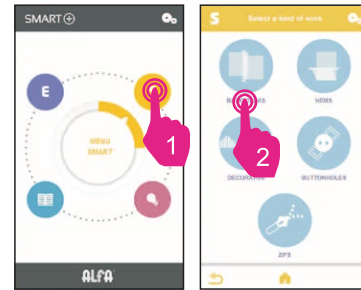 SMART+
E
MENU
SMART
1
ALFA
S
Select a kind of work
HEMS
2
DECORATIVE
BUTTONHOLES
ZIPS